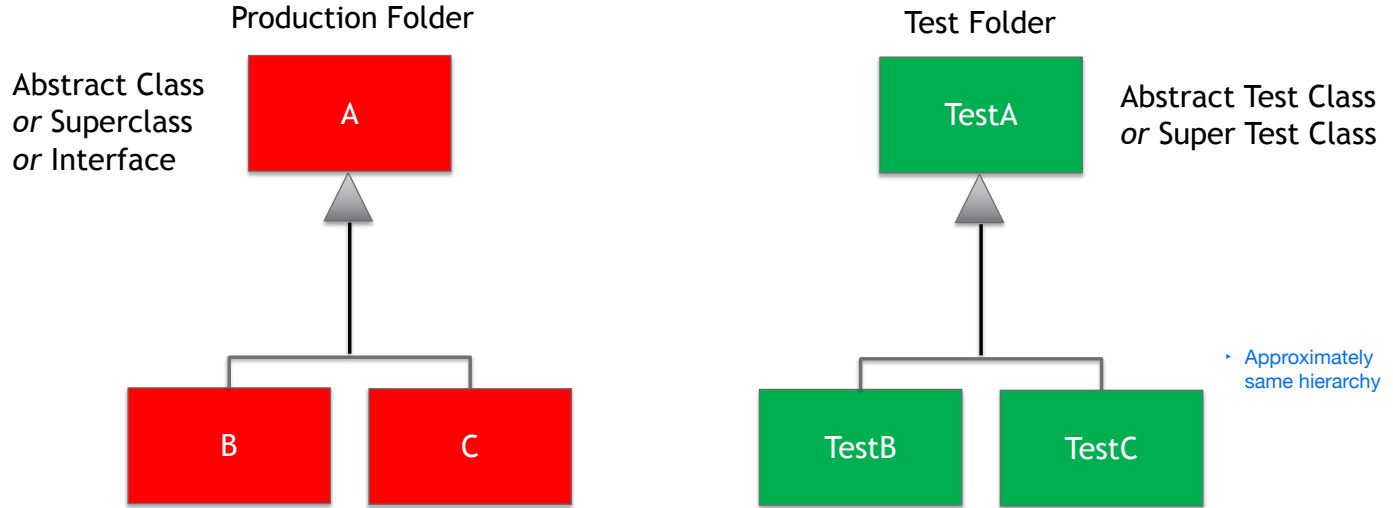 Production Folder
Test Folder
Abstract Class
or Superclass
or Interface
A
TestA
Abstract Test Class
or Super Test Class
‣ Approximately
same hierarchy
B
C
TestB
TestC